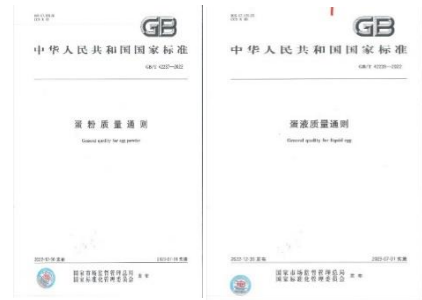 GB
中华人民共和国国家标准
蛋粉质量通则
General quality for egg powder
国家市场监督管理总局
国家标准化管理委员会
发布
GB
中华人民共和国国家标准
蛋液质量通则
General quality for liquid egg
国家市场监督管理总局
国家标准化管理委员会
发布